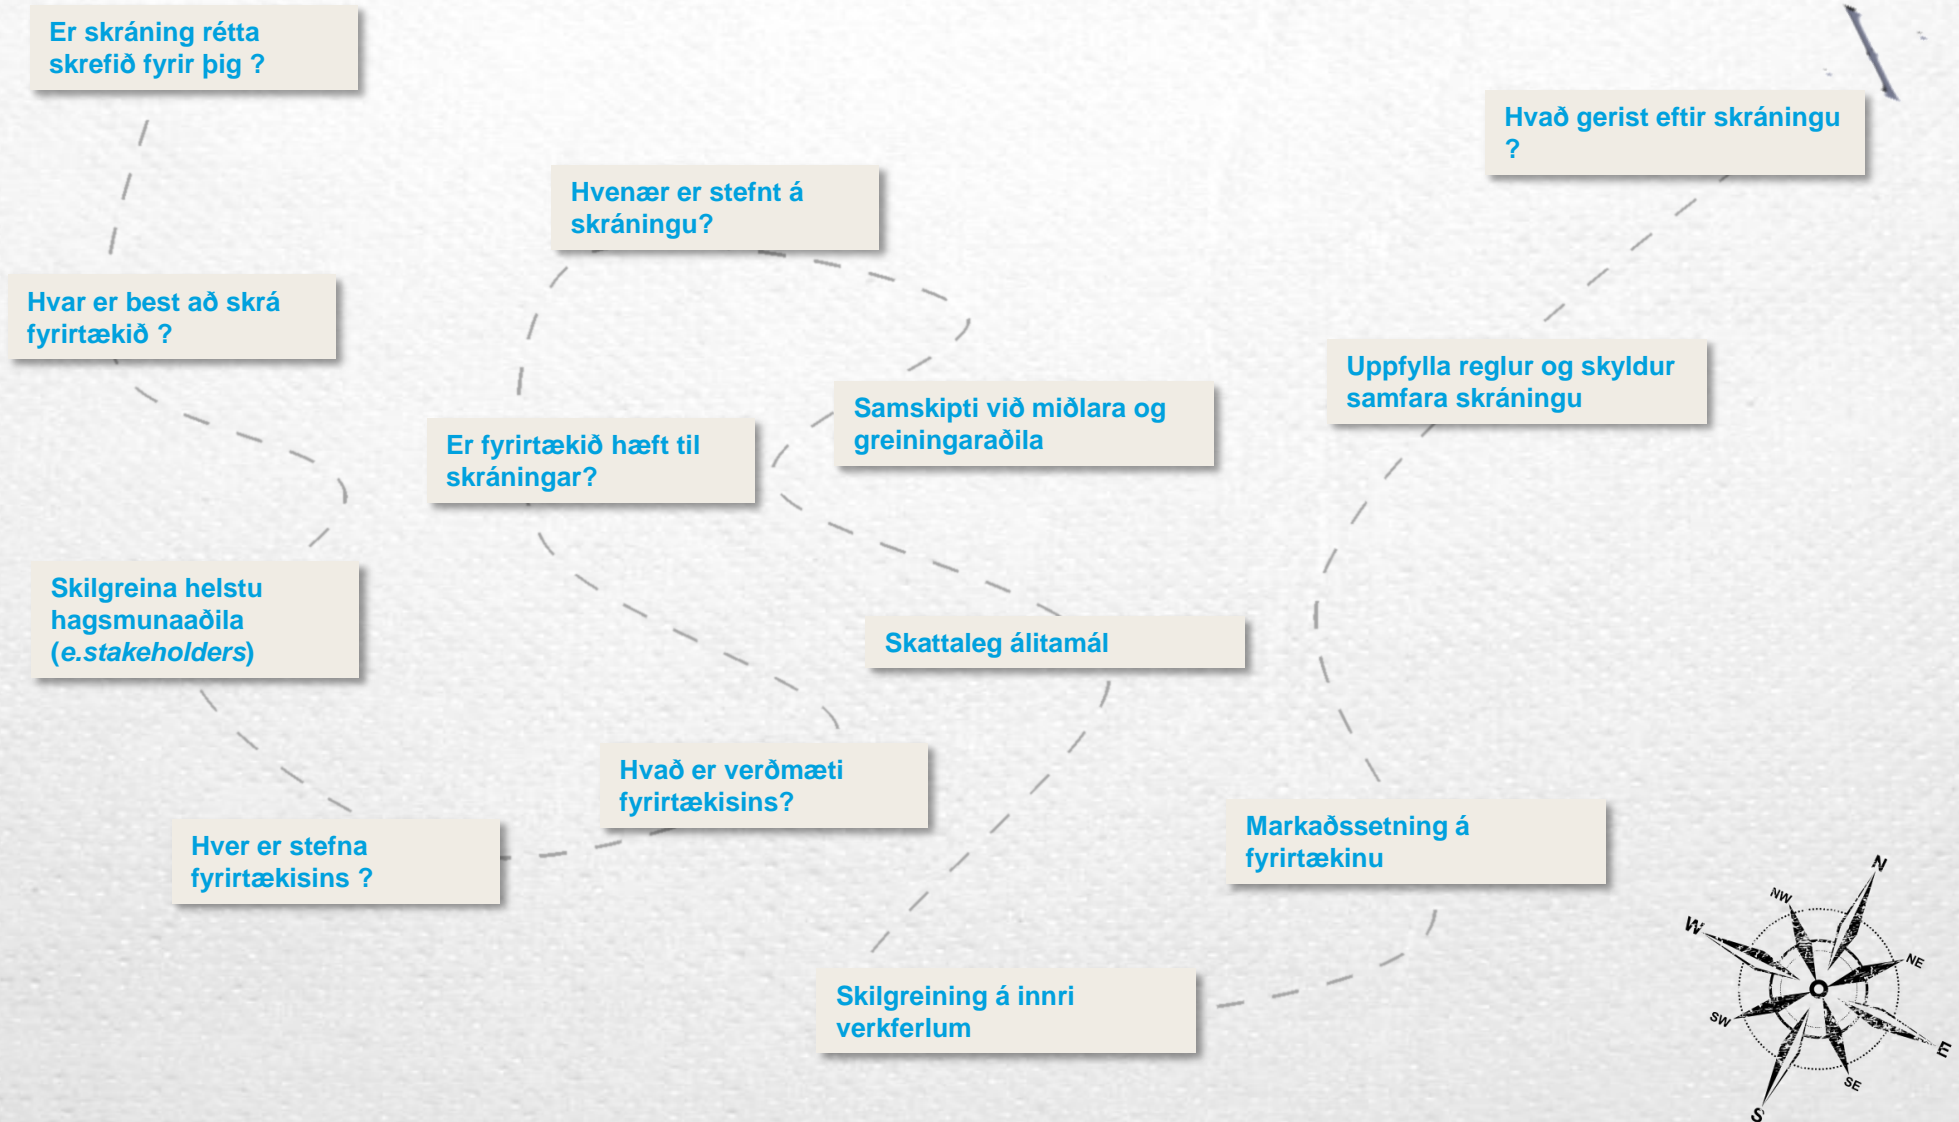 Er skráning rétta
skrefið fyrir þig ?
Hvar er best að skrá
fyrirtækið ?
Skilgreina helstu
hagsmunaaðila
(e.stakeholders)
Hver er stefna
fyrirtækisins ?
Hvað er verðmæti
fyrirtækisins?
Er fyrirtækið hæft til
skráningar?
Hvenær er stefnt á
skráningu?
Samskipti við miðlara og
greiningaraðila
Skattaleg álitamál
Skilgreining á innri
verkferlum
Markaðssetning á
fyrirtækinu
Uppfylla reglur og skyldur
samfara skráningu
Hvað gerist eftir skráningu
?
N
NW
W
NE
SW
E
SE
S